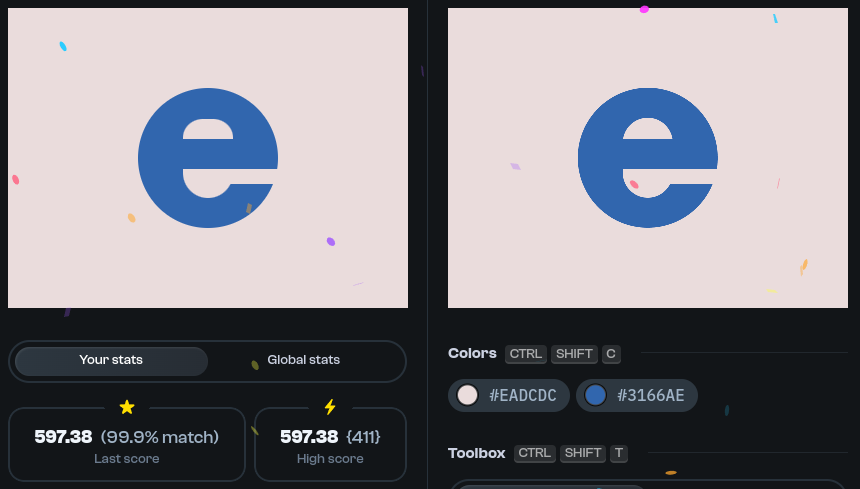 e
e
Your stats
Global stats
597.38 (99.9% match)
Last score
597.38 {411}
High score
Colors CTRL SHIFT C
#EADCDC #3166AE
Toolbox CTRL SHIFT T